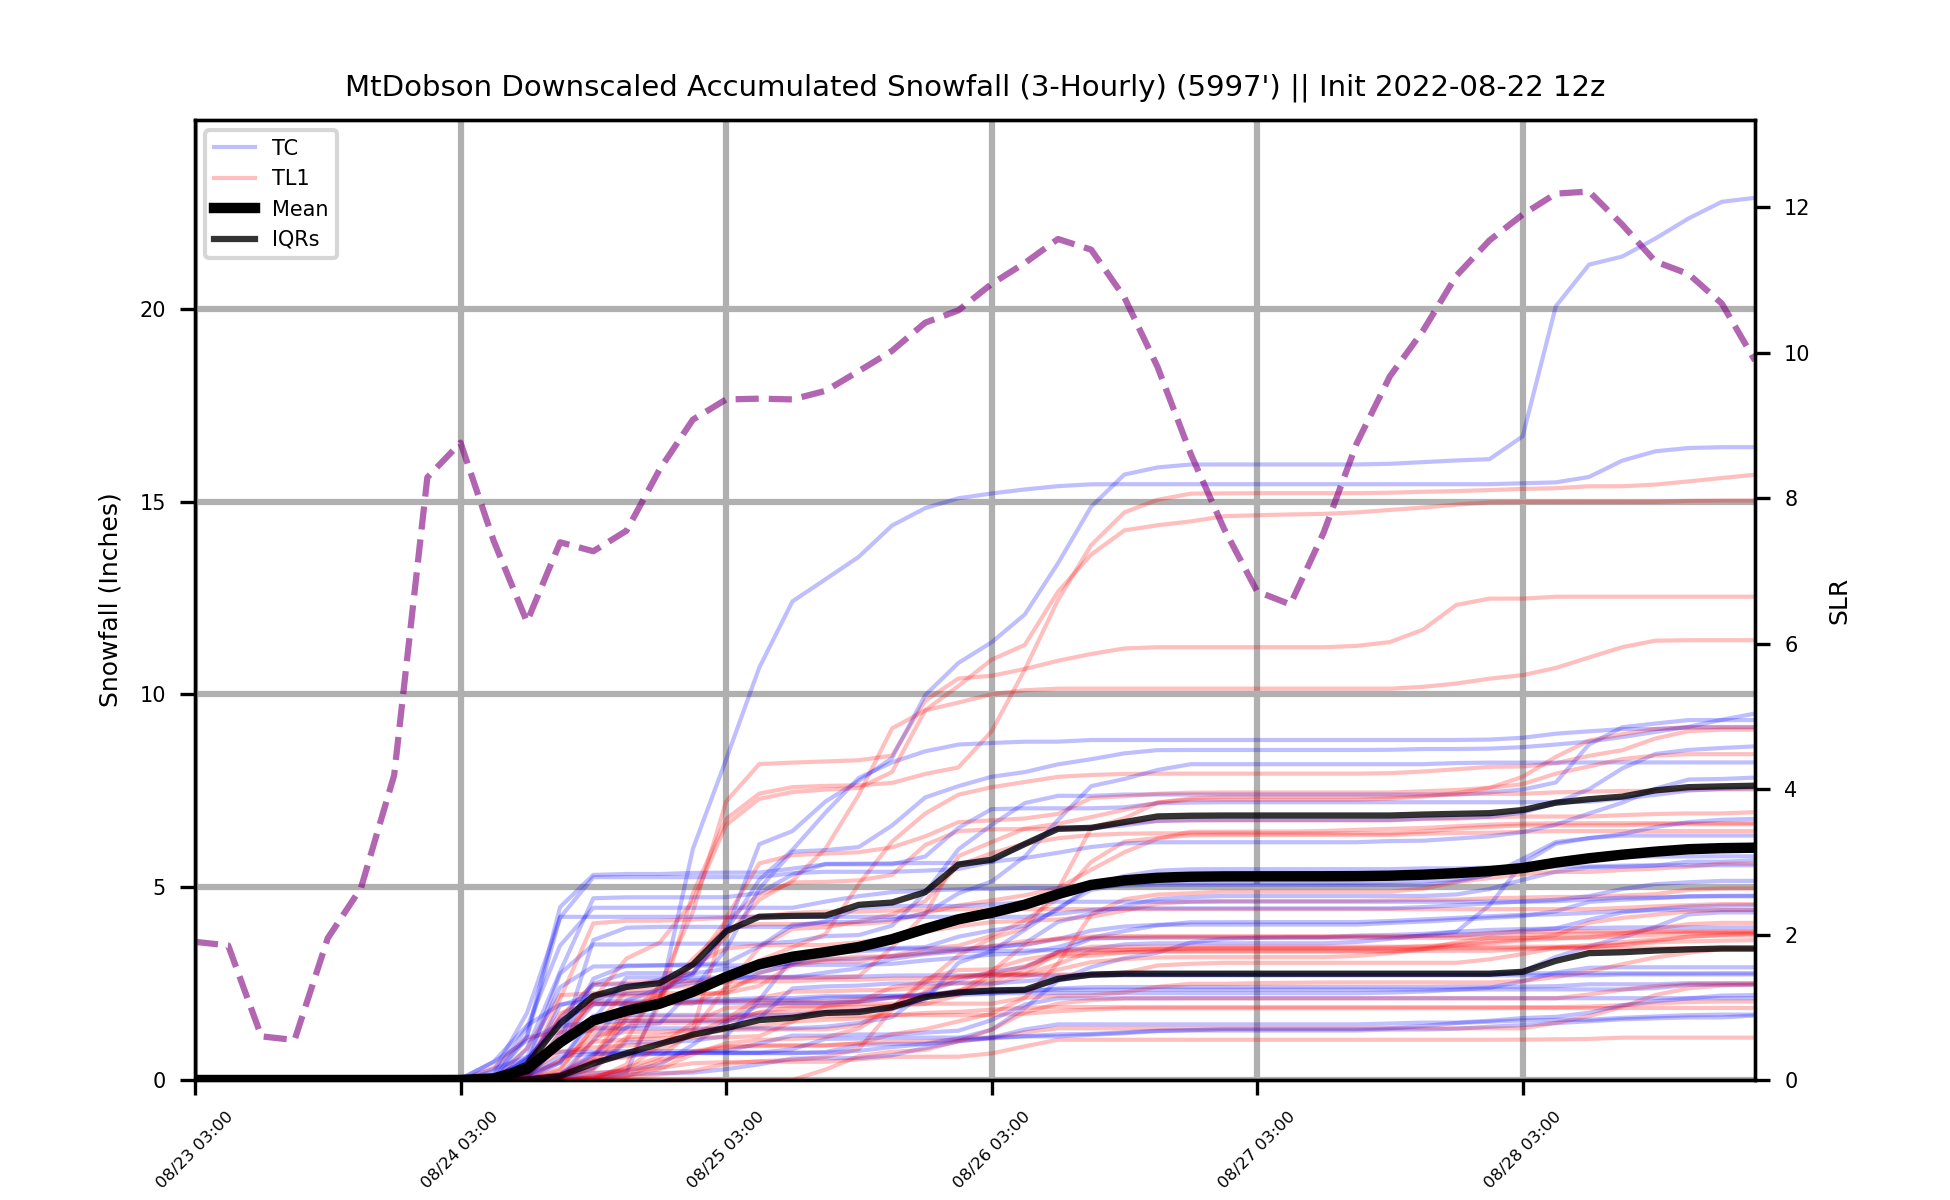 MtDobson Downscaled Accumulated Snowfall (3-Hourly) (5997') || Init 2022-08-22 12z
TC
TL1
Mean
IQRs
Snowfall (Inches)
20
15
10
5
0
12
10
8
6
4
2
0
SLR
08/23 03:00
08/24 03:00
08/25 03:00
08/26 03:00
08/27 03:00
08/28 03:00